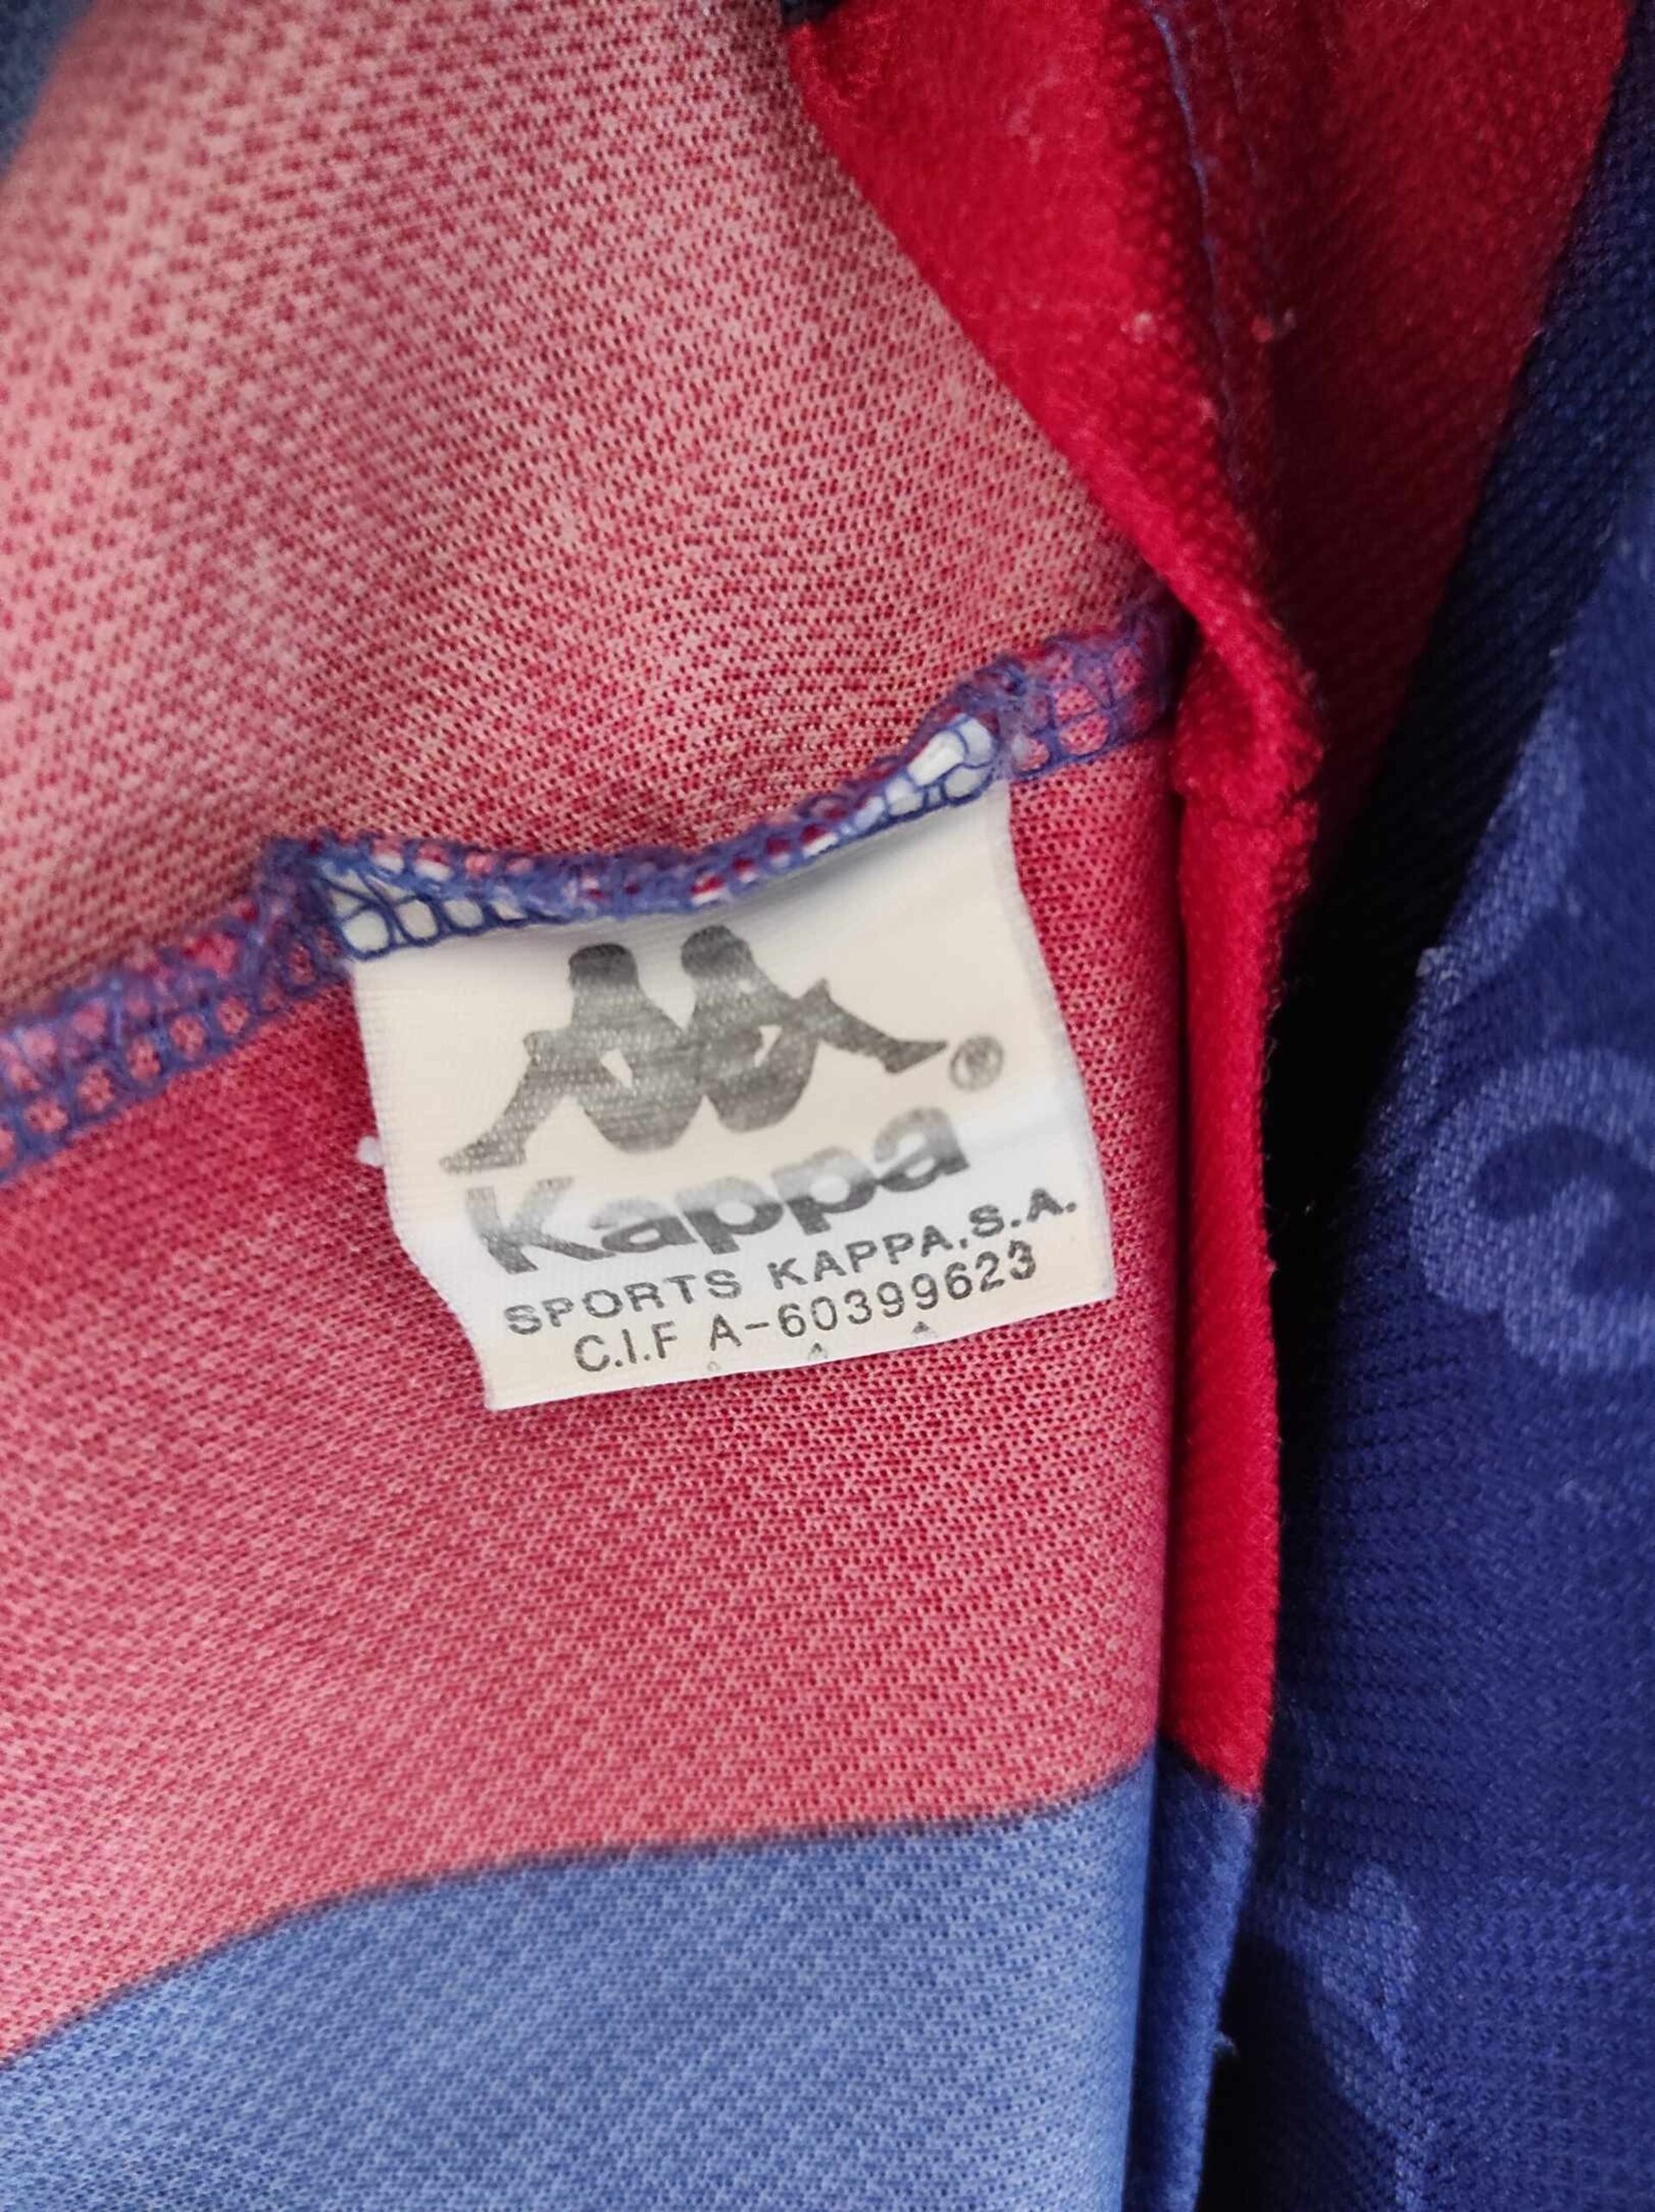 ®
Kappa
SPORTS KAPPA,S.A.
C.I.F A-60399623